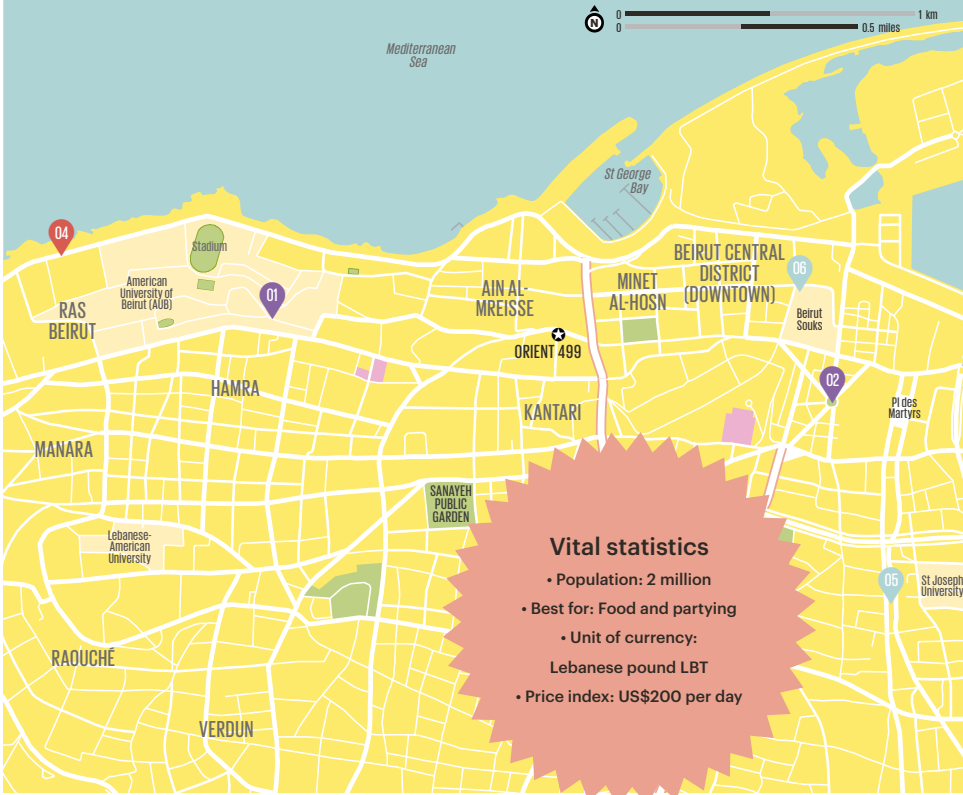 0
1 km
N
0
0.5 miles
Mediterranean
Sea
St George
Bay
04
Stadium
BEIRUT CENTRAL
DISTRICT
(DOWNTOWN)
06
American
University of
Beirut (AUB)
01
AIN AL-
MREISSE
MINET
AL-HOSN
RAS
BEIRUT
Beirut
Souks
ORIENT 499
02
HAMRA
KANTARI
Pl des
Martyrs
MANARA
SANAYEH
PUBLIC
GARDEN
Lebanese-
American
University
Vital statistics
• Population: 2 million
• Best for: Food and partying
• Unit of currency:
Lebanese pound LBT
• Price index: US$200 per day
05
St Joseph
University
RAOUCHÉ
VERDUN